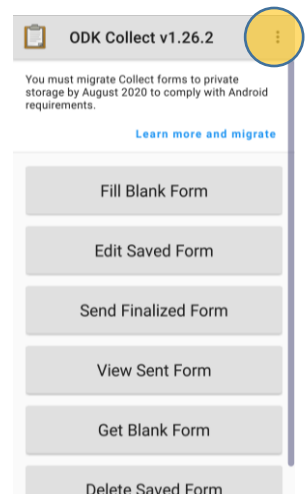 ODK Collect v1.26.2
You must migrate Collect forms to private
storage by August 2020 to comply with Android
requirements.
Learn more and migrate
Fill Blank Form
Edit Saved Form
Send Finalized Form
View Sent Form
Get Blank Form
Delete Saved Form